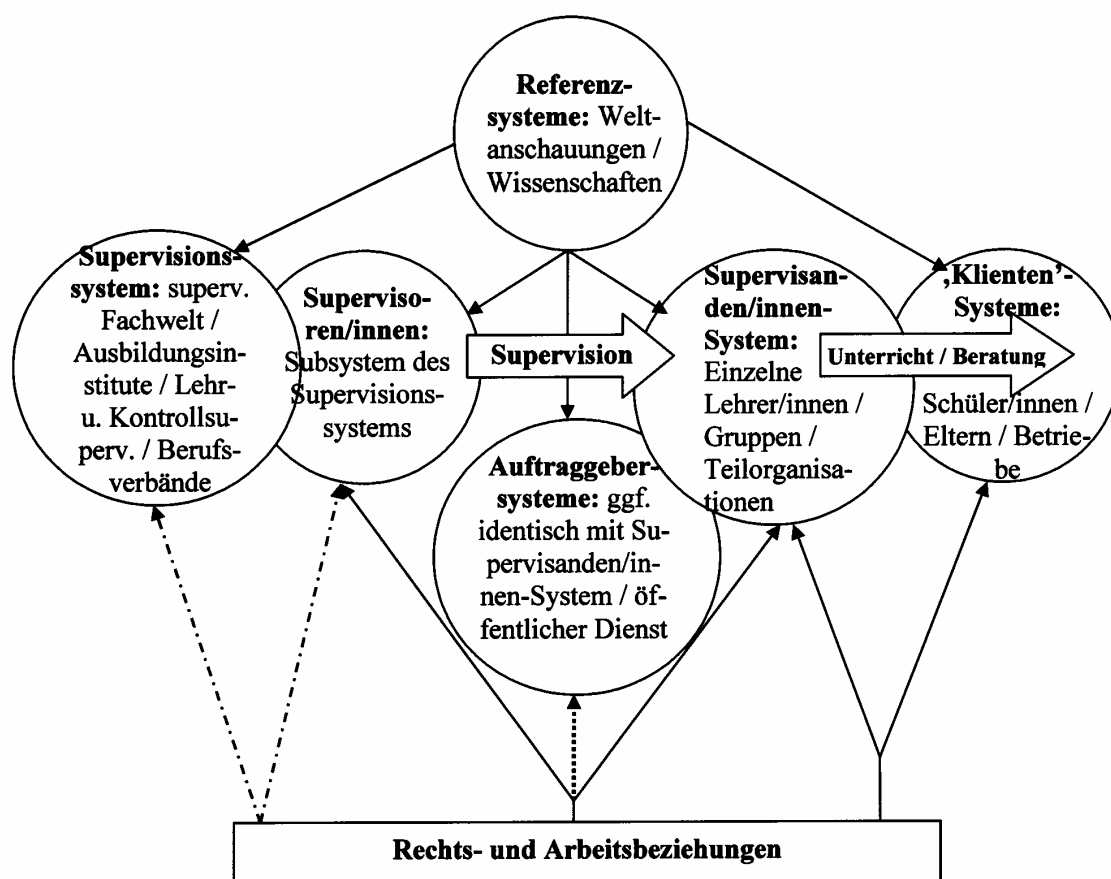 Referenz-
systeme: Welt-
anschauungen /
Wissenschaften
Supervisions-
system: superv.
Fachwelt /
Ausbildungsin-
stitute / Lehr-
u. Kontrollsu-
perv. / Berufs-
verbände
Superviso-
ren/innen:
Subsystem des
Supervisions-
systems
Supervision
Supervisan-
den/innen-
System:
Einzelne
Lehrer/innen /
Gruppen /
Teilorganisa-
tionen
Unterricht / Beratung
‚Klienten’-
Systeme:
Schüler/innen /
Eltern / Betrie-
be
Auftraggeber-
systeme: ggf.
identisch mit Su-
pervisanden/in-
nen-System / öf-
fentlicher Dienst
Rechts- und Arbeitsbeziehungen